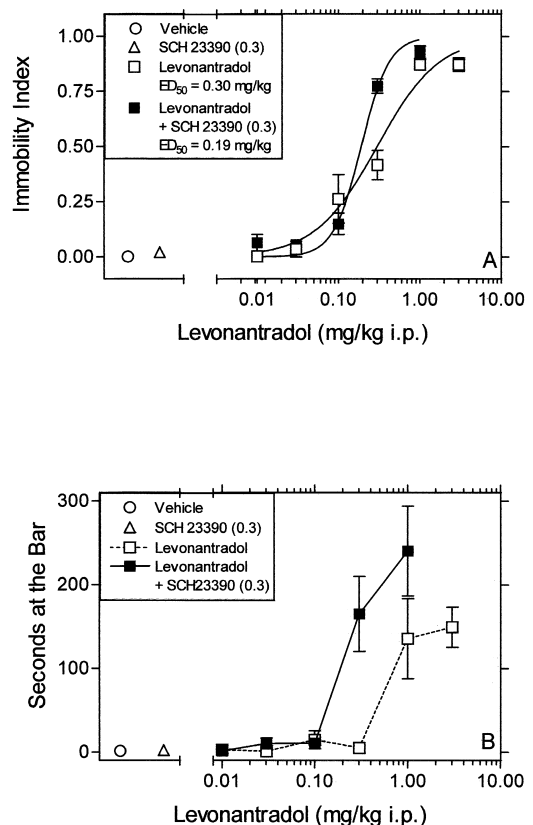 Vehicle
SCH 23390 (0.3)
Levonantradol
ED50 = 0.30 mg/kg
Levonantradol
+ SCH 23390 (0.3)
ED50 = 0.19 mg/kg
1.00
0.75
0.50
0.25
0.00
Immobility Index
A
0.01 0.10 1.00 10.00
Levonantradol (mg/kg i.p.)
Vehicle
SCH 23390 (0.3)
Levonantradol
Levonantradol
+ SCH23390 (0.3)
300
200
100
0
Seconds at the Bar
B
0.01 0.10 1.00 10.00
Levonantradol (mg/kg i.p.)